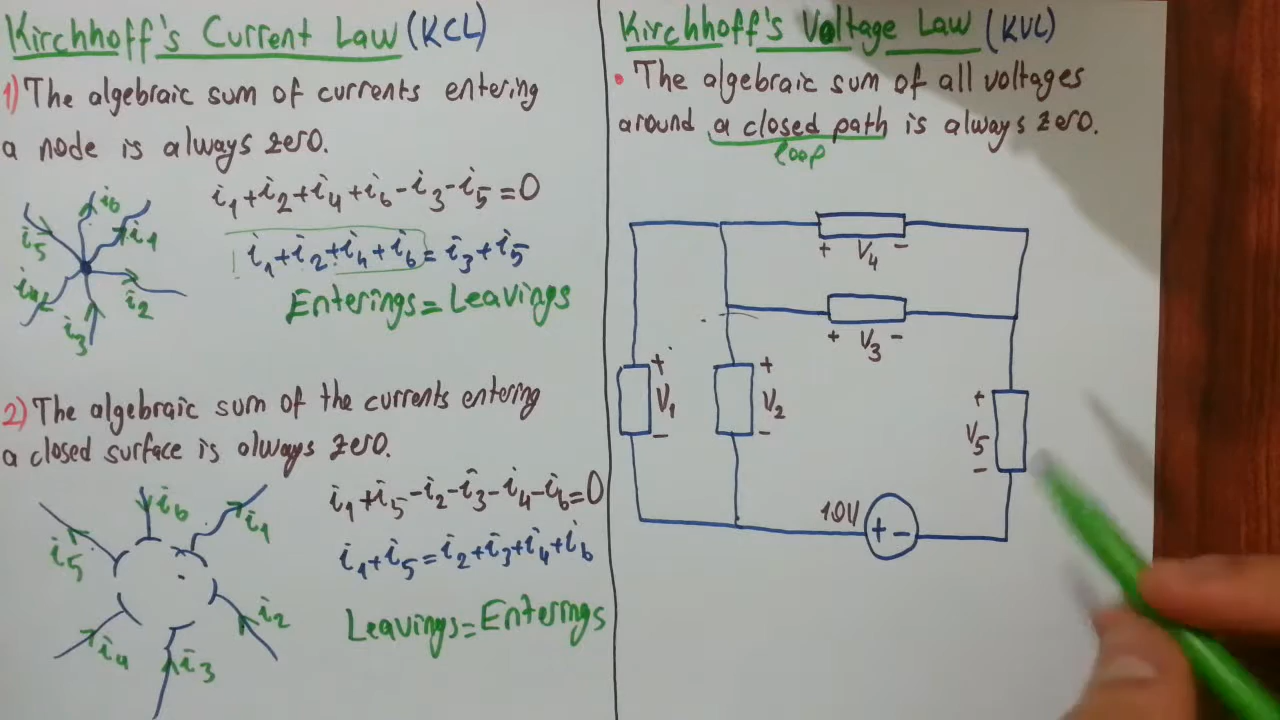 Kirchhoff's Current Law (KCL)
1) The algebraic sum of currents entering
a node is always zero.
i1+i2+i4+i6-i3-i5=0
i1+i2+i4+i6=i3+i5
Enterings=Leavings
i6
i5
i1
i4
i2
i3
2) The algebraic sum of the currents entering
a closed surface is always zero.
i1+i5-i2-i3-i4-i6=0
i1+i5=i2+i3+i4+i6
Leavings=Enterings
i6
i1
i5
i2
i4
i3
Kirchhoff's Voltage Law (KVL)
• The algebraic sum of all voltages
around a closed path is always zero.
loop
+ V4 -
+ V3 -
+ V1 -
+ V2 -
+ V5 -
10V
+ -